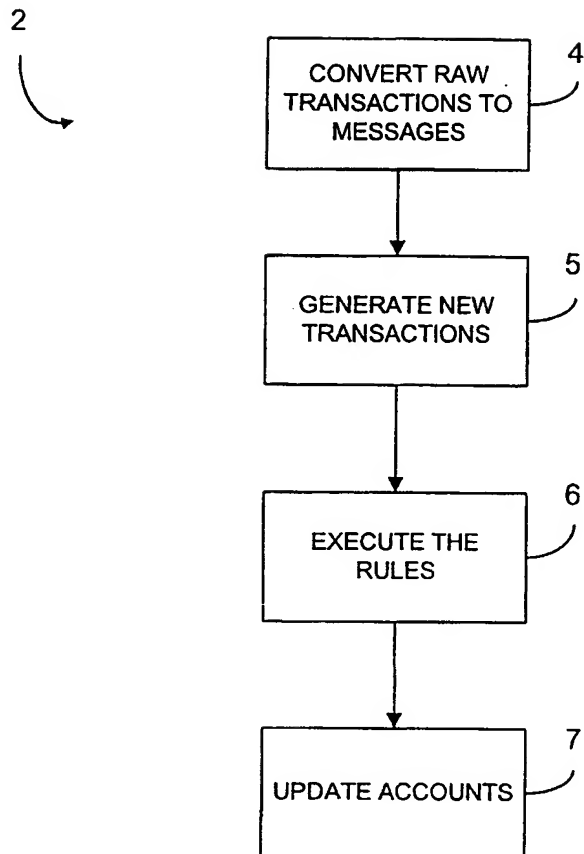 2
4
CONVERT RAW
TRANSACTIONS TO
MESSAGES
5
GENERATE NEW
TRANSACTIONS
6
EXECUTE THE
RULES
7
UPDATE ACCOUNTS